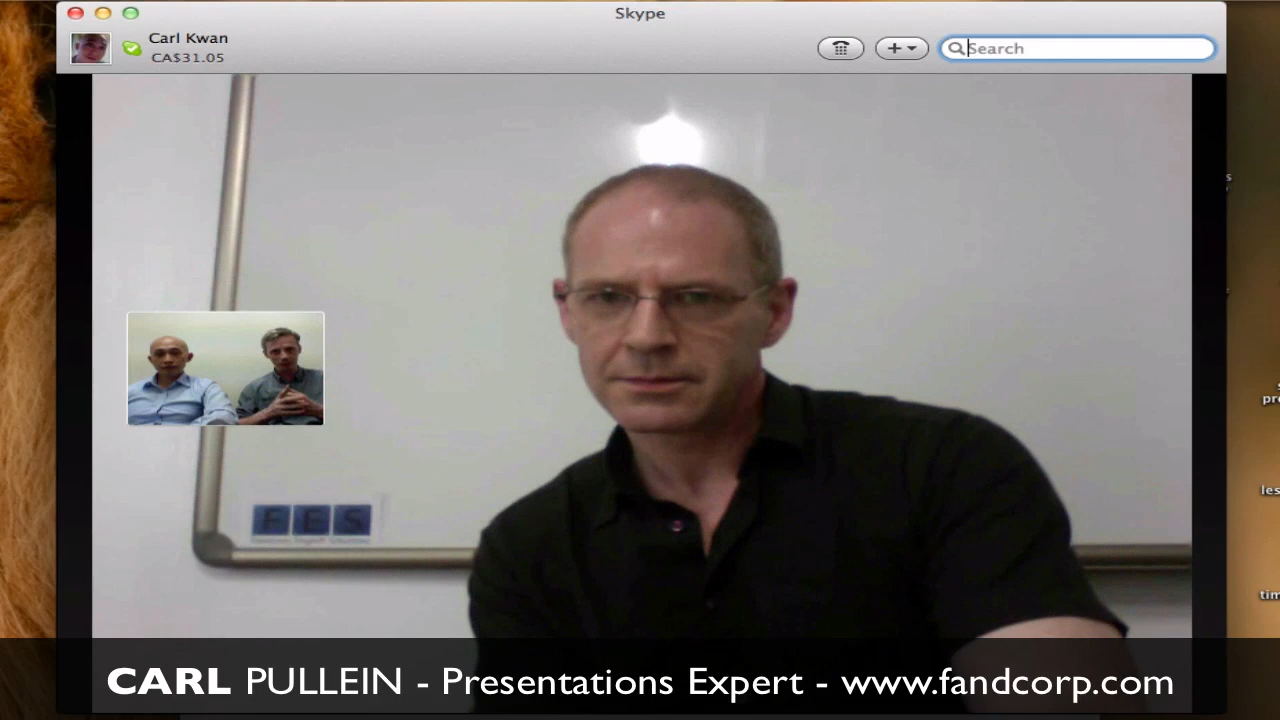 Skype
Carl Kwan
CA$31.05
Search
FES
CARL PULLEIN - Presentations Expert - www.fandcorp.com